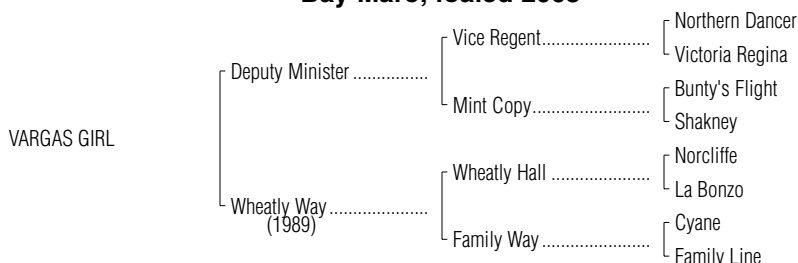 Bay Mare; foaled 2003
Northern Dancer
Vice Regent
Victoria Regina
Deputy Minister
Bunty's Flight
Mint Copy
Shakney
VARGAS GIRL
Norcliffe
Wheatly Hall
La Bonzo
Wheatly Way
(1989)
Cyane
Family Way
Family Line